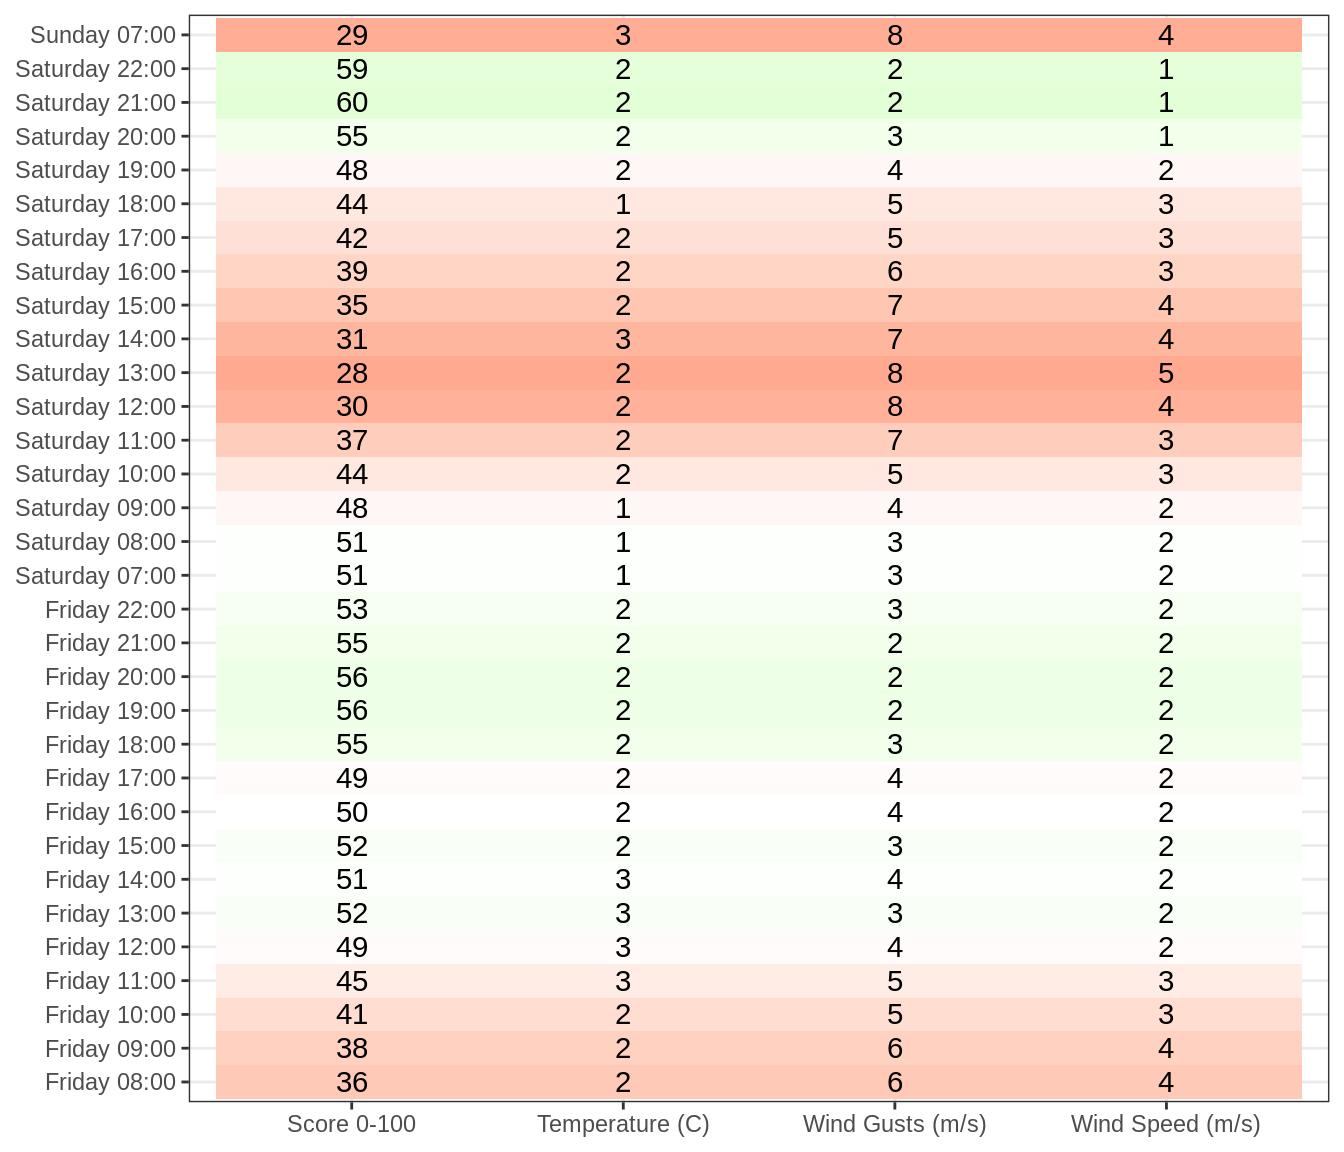 Sunday 07:00 29 3 8 4
Saturday 22:00 59 2 2 1
Saturday 21:00 60 2 2 1
Saturday 20:00 55 2 3 1
Saturday 19:00 48 2 4 2
Saturday 18:00 44 1 5 3
Saturday 17:00 42 2 5 3
Saturday 16:00 39 2 6 3
Saturday 15:00 35 2 7 4
Saturday 14:00 31 3 7 4
Saturday 13:00 28 2 8 5
Saturday 12:00 30 2 8 4
Saturday 11:00 37 2 7 3
Saturday 10:00 44 2 5 3
Saturday 09:00 48 1 4 2
Saturday 08:00 51 1 3 2
Saturday 07:00 51 1 3 2
Friday 22:00 53 2 3 2
Friday 21:00 55 2 2 2
Friday 20:00 56 2 2 2
Friday 19:00 56 2 2 2
Friday 18:00 55 2 3 2
Friday 17:00 49 2 4 2
Friday 16:00 50 2 4 2
Friday 15:00 52 2 3 2
Friday 14:00 51 3 4 2
Friday 13:00 52 3 3 2
Friday 12:00 49 3 4 2
Friday 11:00 45 3 5 3
Friday 10:00 41 2 5 3
Friday 09:00 38 2 6 4
Friday 08:00 36 2 6 4
Score 0-100 Temperature (C) Wind Gusts (m/s) Wind Speed (m/s)